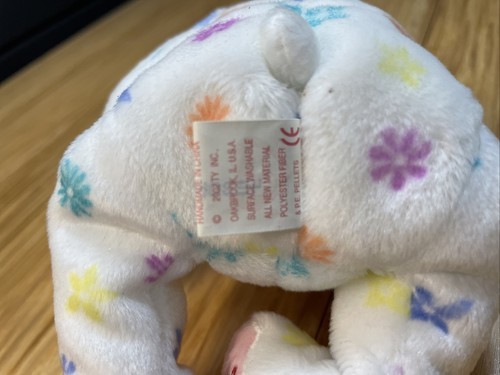 HANDMADE IN CHINA
© 2002 TY INC.,
OAKBROOK, IL. U.S.A
SURFACE WASHABLE
ALL NEW MATERIAL
POLYESTER FIBER
& P.E. PELLETS
CE